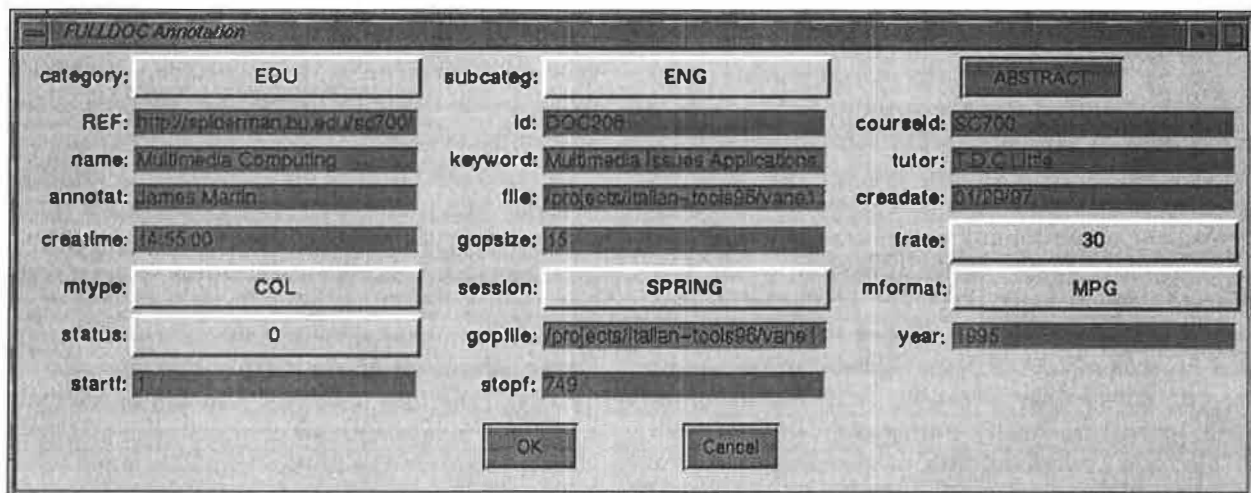 FULLDOC Annotation
category: EDU subcateg: ENG ABSTRACT
REF: http://spiderman.bu.edu/sc700/ id: DOC206 courseid: SC700
name: Multimedia Computing keyword: Multimedia Issues Applications tutor: T.D.C Little
annotat: James Martin file: /projects/italian-tools96/vane1 creadate: 01/29/97
creatime: 14:55:00 gopsize: 15 frate: 30
mtype: COL session: SPRING mformat: MPG
status: 0 gopfile: /projects/italian-tools96/vane1 year: 1995
startf: 1 stopf: 749
OK Cancel